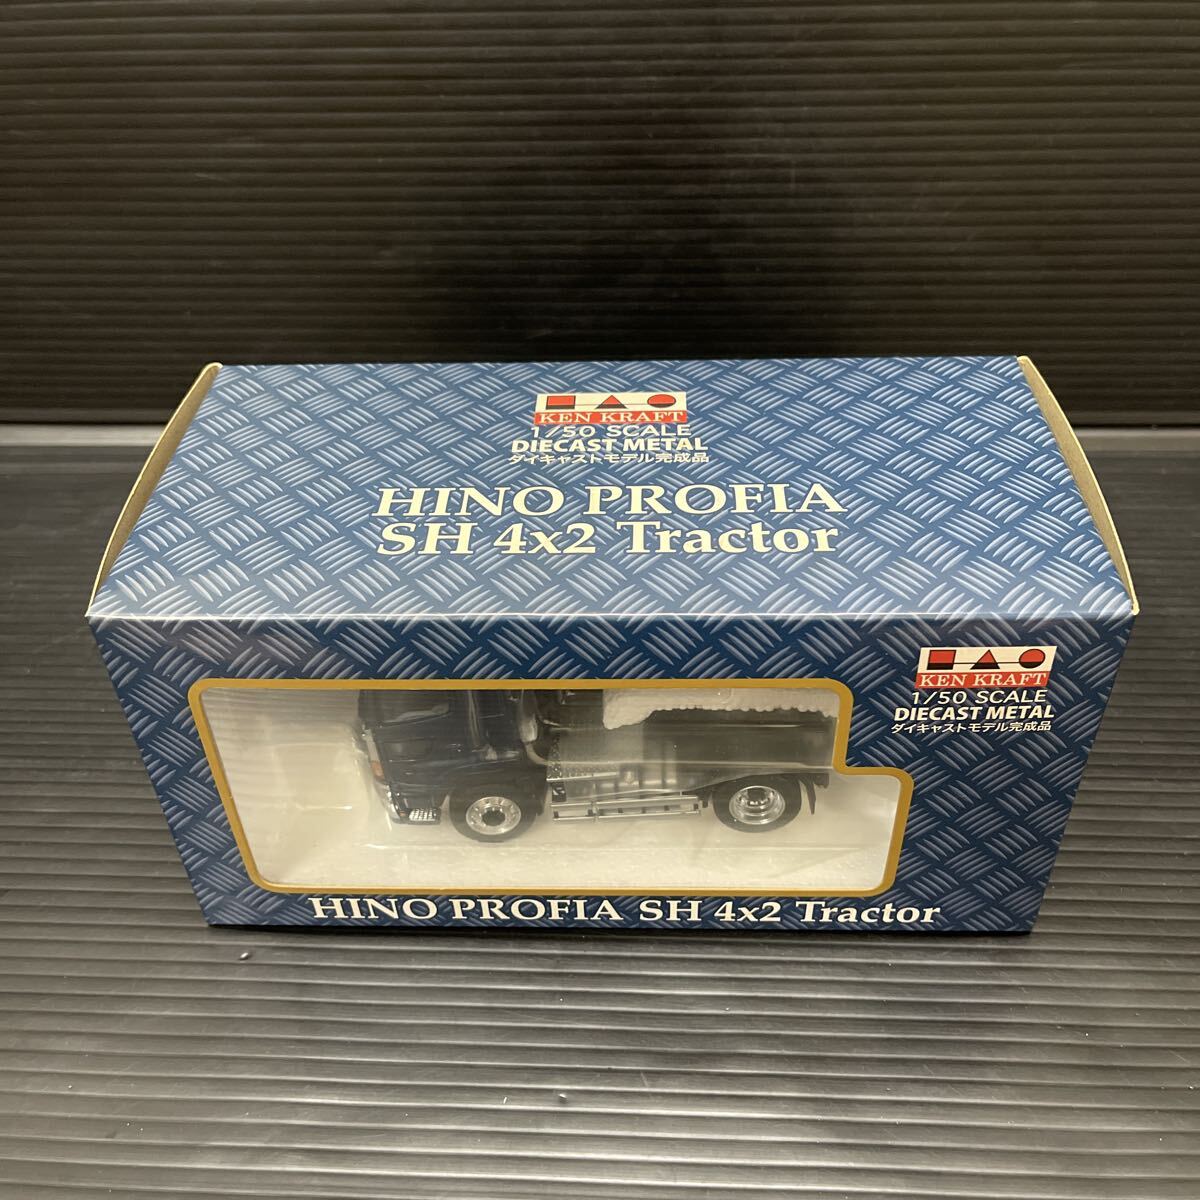 KEN KRAFT
1/50 SCALE
DIECAST METAL
ダイキャストモデル完成品
HINO PROFIA
SH 4x2 Tractor
KEN KRAFT
1/50 SCALE
DIECAST METAL
ダイキャストモデル完成品
HINO PROFIA SH 4x2 Tractor